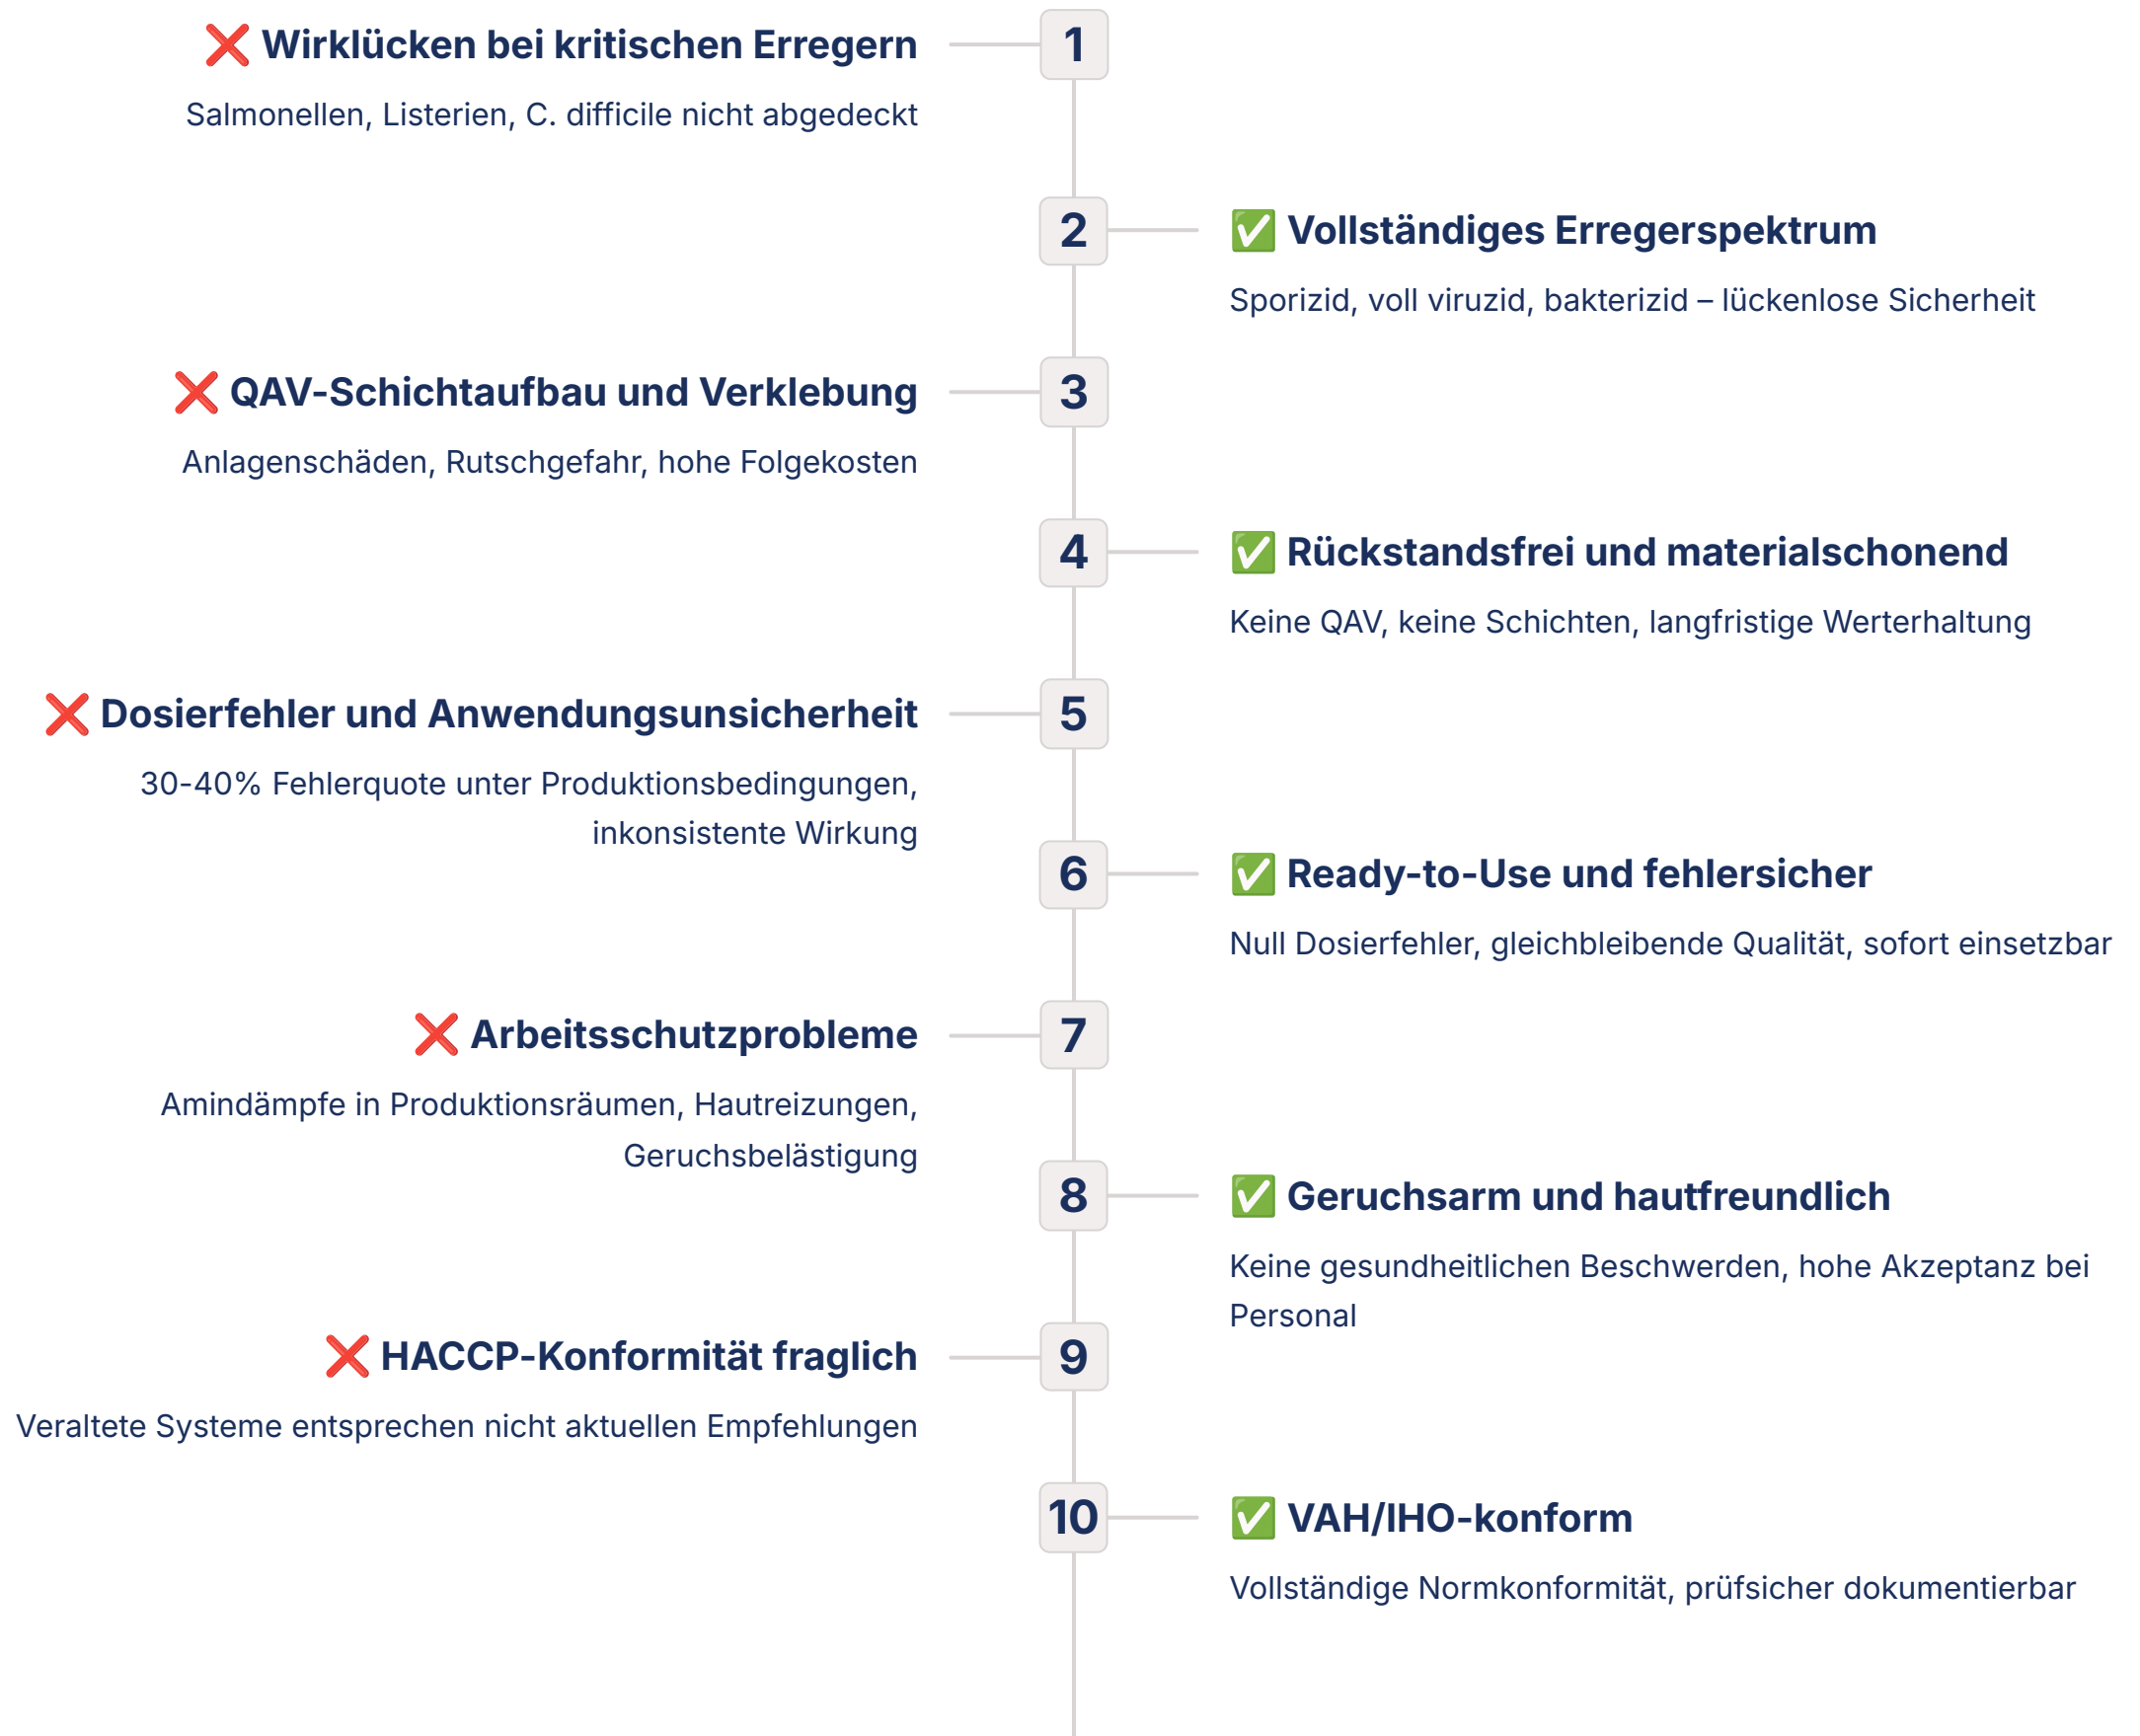 ❌ Wirklücken bei kritischen Erregern
1
Salmonellen, Listerien, C. difficile nicht abgedeckt
2
✅ Vollständiges Erregerspektrum
Sporizid, voll viruzid, bakterizid – lückenlose Sicherheit
❌ QAV-Schichtaufbau und Verklebung
3
Anlagenschäden, Rutschgefahr, hohe Folgekosten
4
✅ Rückstandsfrei und materialschonend
Keine QAV, keine Schichten, langfristige Werterhaltung
❌ Dosierfehler und Anwendungsunsicherheit
5
30-40% Fehlerquote unter Produktionsbedingungen,
inkonsistente Wirkung
6
✅ Ready-to-Use und fehlersicher
Null Dosierfehler, gleichbleibende Qualität, sofort einsetzbar
❌ Arbeitsschutzprobleme
7
Amindämpfe in Produktionsräumen, Hautreizungen,
Geruchsbelästigung
8
✅ Geruchsarm und hautfreundlich
Keine gesundheitlichen Beschwerden, hohe Akzeptanz bei
Personal
❌ HACCP-Konformität fraglich
9
Veraltete Systeme entsprechen nicht aktuellen Empfehlungen
10
✅ VAH/IHO-konform
Vollständige Normkonformität, prüfsicher dokumentierbar